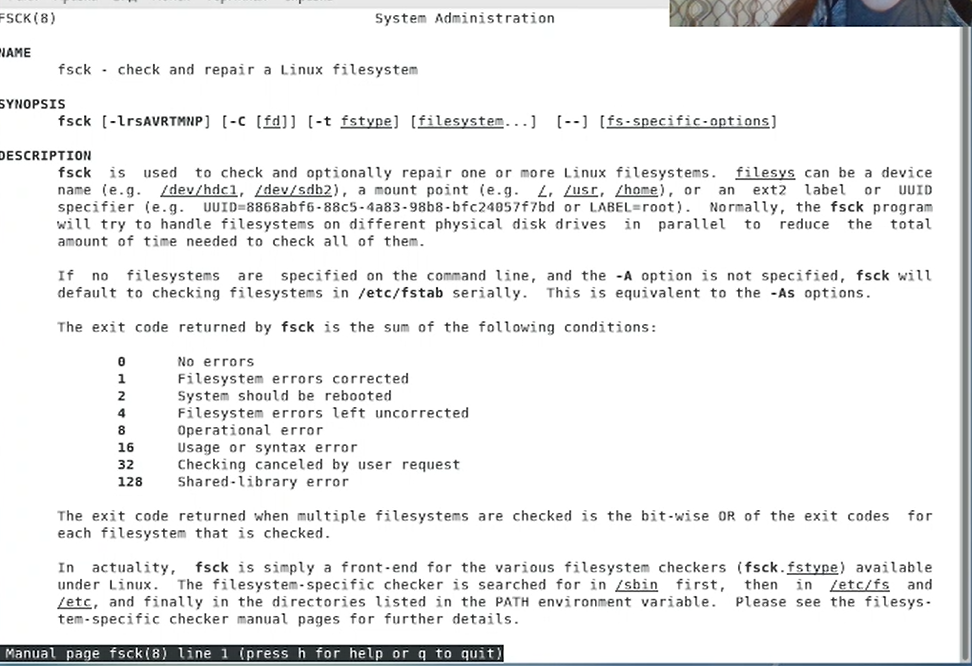 FSCK(8) System Administration
NAME
fsck - check and repair a Linux filesystem
SYNOPSIS
fsck [-lrsAVRTMNP] [-C [fd]] [-t fstype] [filesystem...] [--] [fs-specific-options]
DESCRIPTION
fsck is used to check and optionally repair one or more Linux filesystems. filesys can be a device
name (e.g. /dev/hdc1, /dev/sdb2), a mount point (e.g. /, /usr, /home), or an ext2 label or UUID
specifier (e.g. UUID=8868abf6-88c5-4a83-98b8-bfc24057f7bd or LABEL=root). Normally, the fsck program
will try to handle filesystems on different physical disk drives in parallel to reduce the total
amount of time needed to check all of them.
If no filesystems are specified on the command line, and the -A option is not specified, fsck will
default to checking filesystems in /etc/fstab serially. This is equivalent to the -As options.
The exit code returned by fsck is the sum of the following conditions:
0 No errors
1 Filesystem errors corrected
2 System should be rebooted
4 Filesystem errors left uncorrected
8 Operational error
16 Usage or syntax error
32 Checking canceled by user request
128 Shared-library error
The exit code returned when multiple filesystems are checked is the bit-wise OR of the exit codes for
each filesystem that is checked.
In actuality, fsck is simply a front-end for the various filesystem checkers (fsck.fstype) available
under Linux. The filesystem-specific checker is searched for in /sbin first, then in /etc/fs and
/etc, and finally in the directories listed in the PATH environment variable. Please see the filesys-
tem-specific checker manual pages for further details.
Manual page fsck(8) line 1 (press h for help or q to quit)